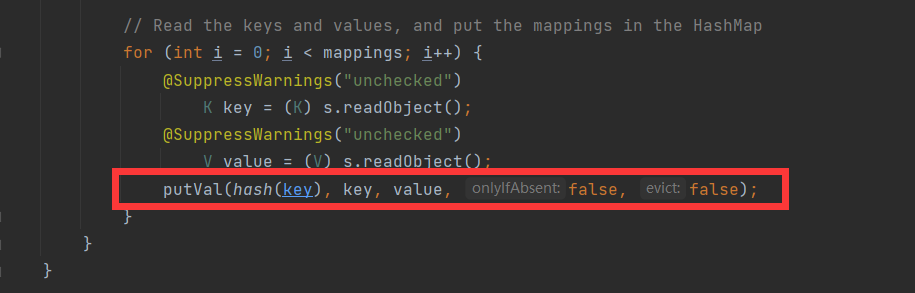 // Read the keys and values, and put the mappings in the HashMap
for (int i = 0; i < mappings; i++) {
@SuppressWarnings("unchecked")
K key = (K) s.readObject();
@SuppressWarnings("unchecked")
V value = (V) s.readObject();
putVal(hash(key), key, value, onlyIfAbsent: false, evict: false);
}
}
}